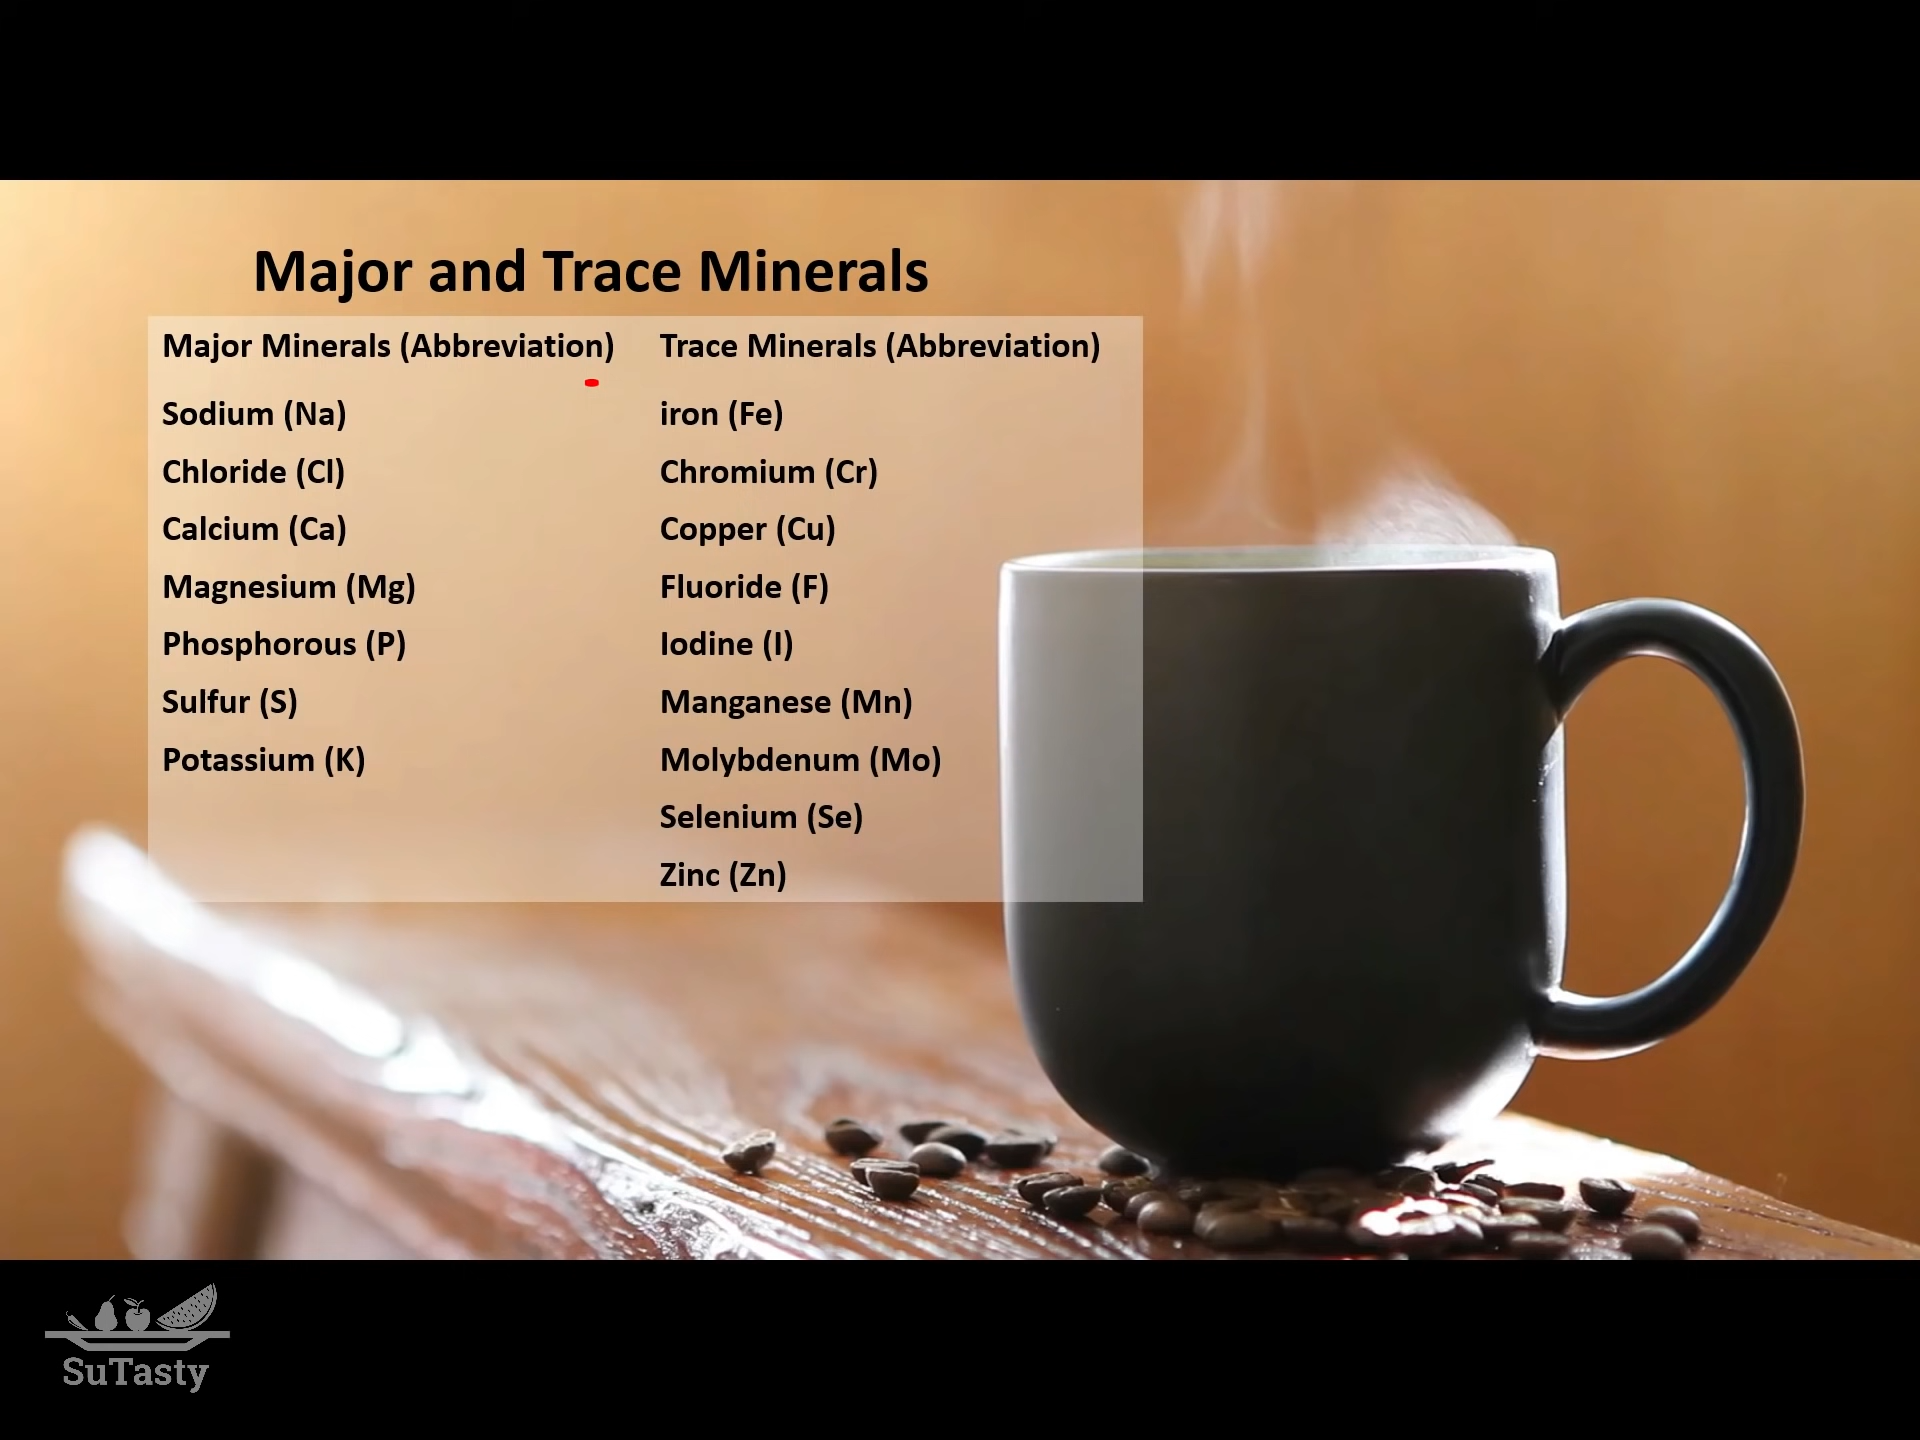 Major and Trace Minerals
Major Minerals (Abbreviation) Trace Minerals (Abbreviation)
Sodium (Na) iron (Fe)
Chloride (Cl) Chromium (Cr)
Calcium (Ca) Copper (Cu)
Magnesium (Mg) Fluoride (F)
Phosphorous (P) Iodine (I)
Sulfur (S) Manganese (Mn)
Potassium (K) Molybdenum (Mo)
Selenium (Se)
Zinc (Zn)
SuTasty